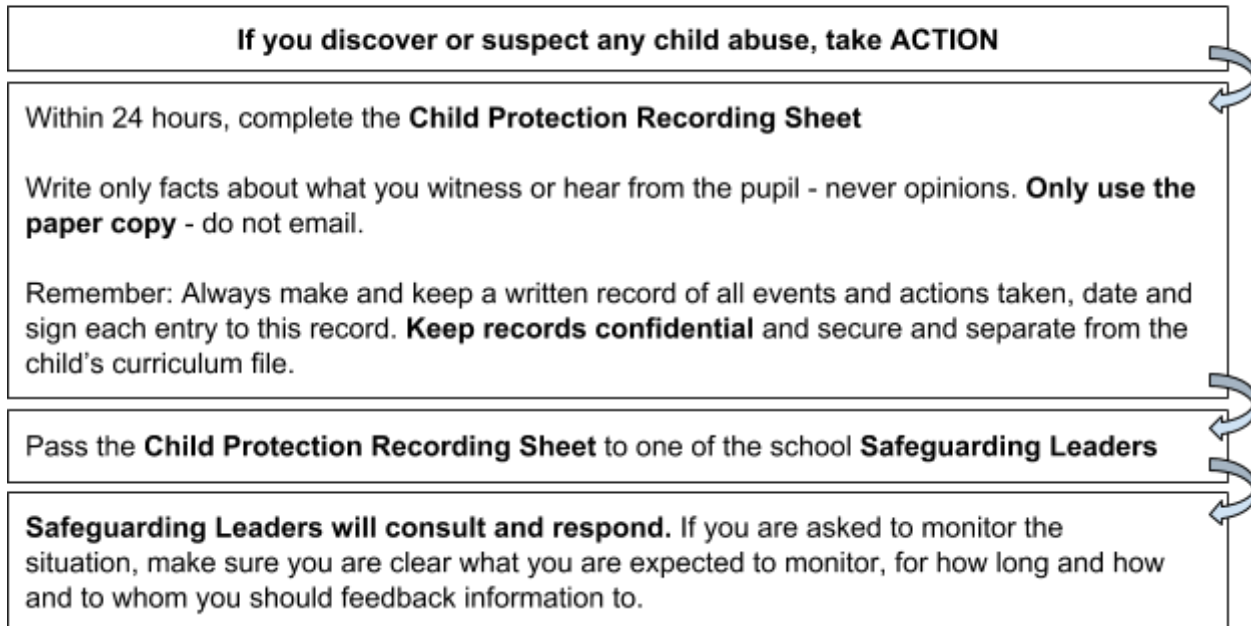 If you discover or suspect any child abuse, take ACTION
Within 24 hours, complete the Child Protection Recording Sheet
Write only facts about what you witness or hear from the pupil - never opinions. Only use the
paper copy - do not email.
Remember: Always make and keep a written record of all events and actions taken, date and
sign each entry to this record. Keep records confidential and secure and separate from the
child's curriculum file.
Pass the Child Protection Recording Sheet to one of the school Safeguarding Leaders
Safeguarding Leaders will consult and respond. If you are asked to monitor the
situation, make sure you are clear what you are expected to monitor, for how long and how
and to whom you should feedback information to.